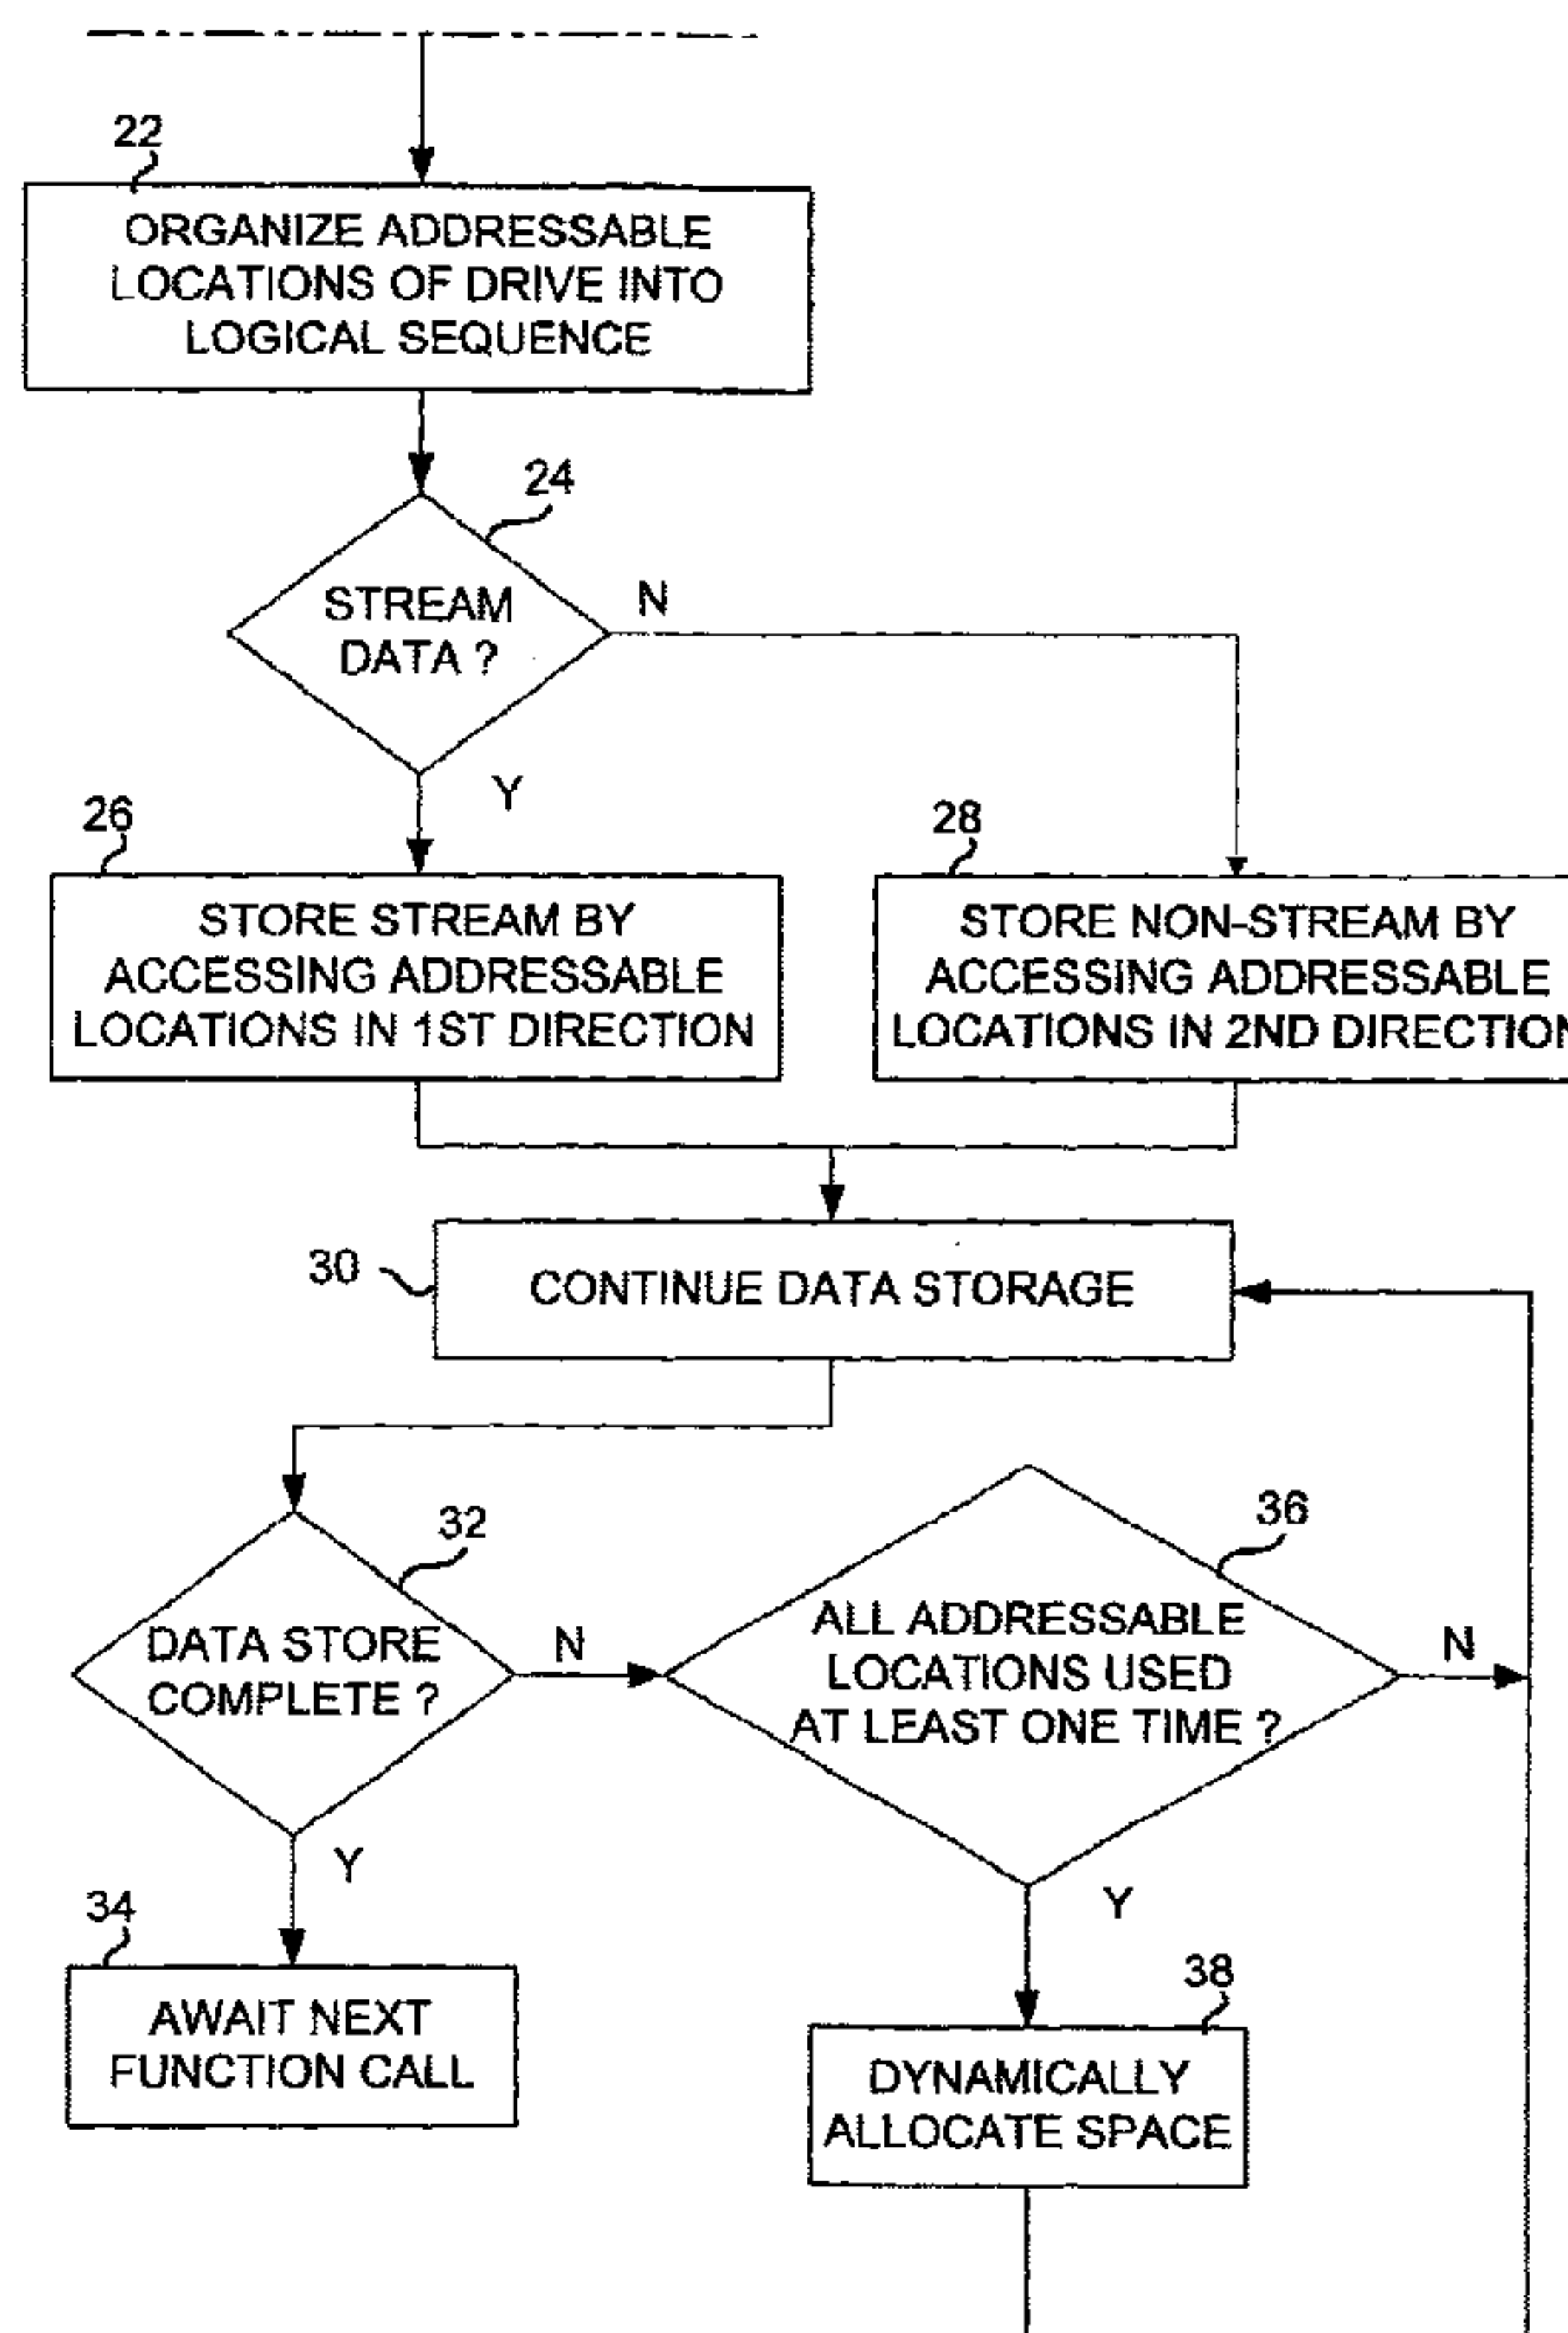 22
ORGANIZE ADDRESSABLE
LOCATIONS OF DRIVE INTO
LOGICAL SEQUENCE
24
STREAM
DATA ?
N
Y
26
STORE STREAM BY
ACCESSING ADDRESSABLE
LOCATIONS IN 1ST DIRECTION
28
STORE NON-STREAM BY
ACCESSING ADDRESSABLE
LOCATIONS IN 2ND DIRECTION
30
CONTINUE DATA STORAGE
32
DATA STORE
COMPLETE ?
N
Y
36
ALL ADDRESSABLE
LOCATIONS USED
AT LEAST ONE TIME ?
N
Y
34
AWAIT NEXT
FUNCTION CALL
38
DYNAMICALLY
ALLOCATE SPACE